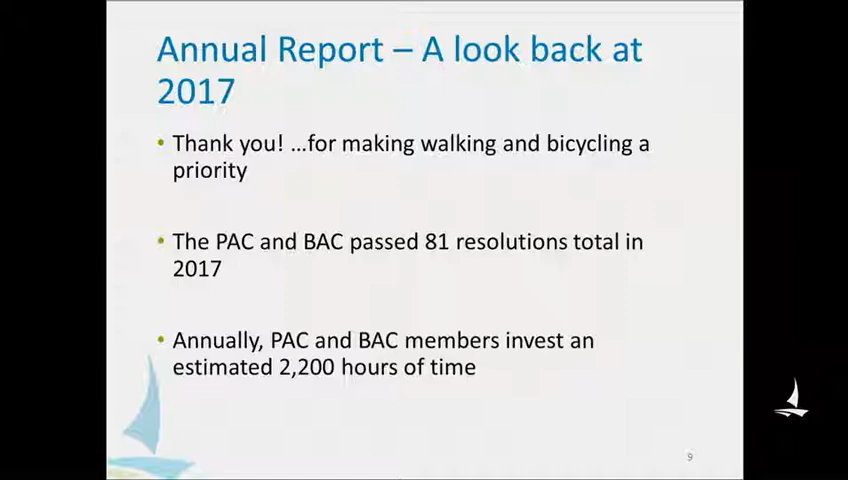 Annual Report – A look back at
2017
• Thank you! …for making walking and bicycling a
priority
• The PAC and BAC passed 81 resolutions total in
2017
• Annually, PAC and BAC members invest an
estimated 2,200 hours of time
9